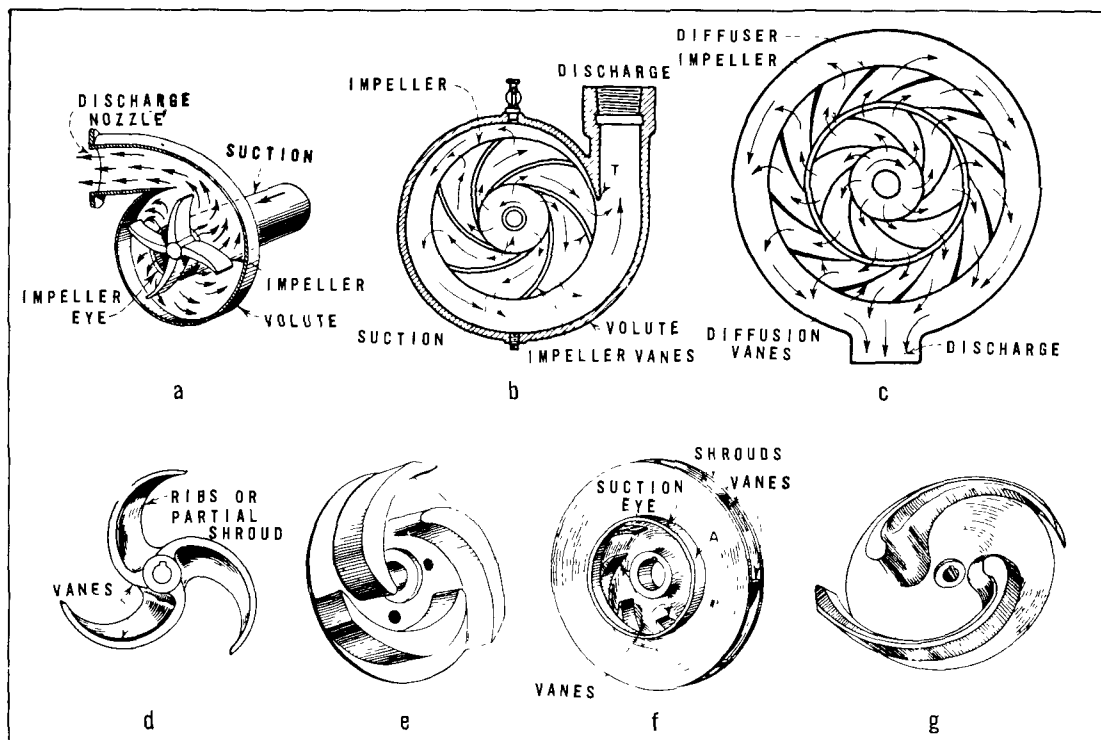 DISCHARGE
NOZZLE
SUCTION
IMPELLER
EYE
IMPELLER
VOLUTE
a
IMPELLER
DISCHARGE
T
SUCTION
VOLUTE
IMPELLER VANES
b
DIFFUSER
IMPELLER
DIFFUSION
VANES
DISCHARGE
c
RIBS OR
PARTIAL
SHROUD
VANES
d
e
SHROUDS
VANES
SUCTION
EYE
A
VANES
f
g